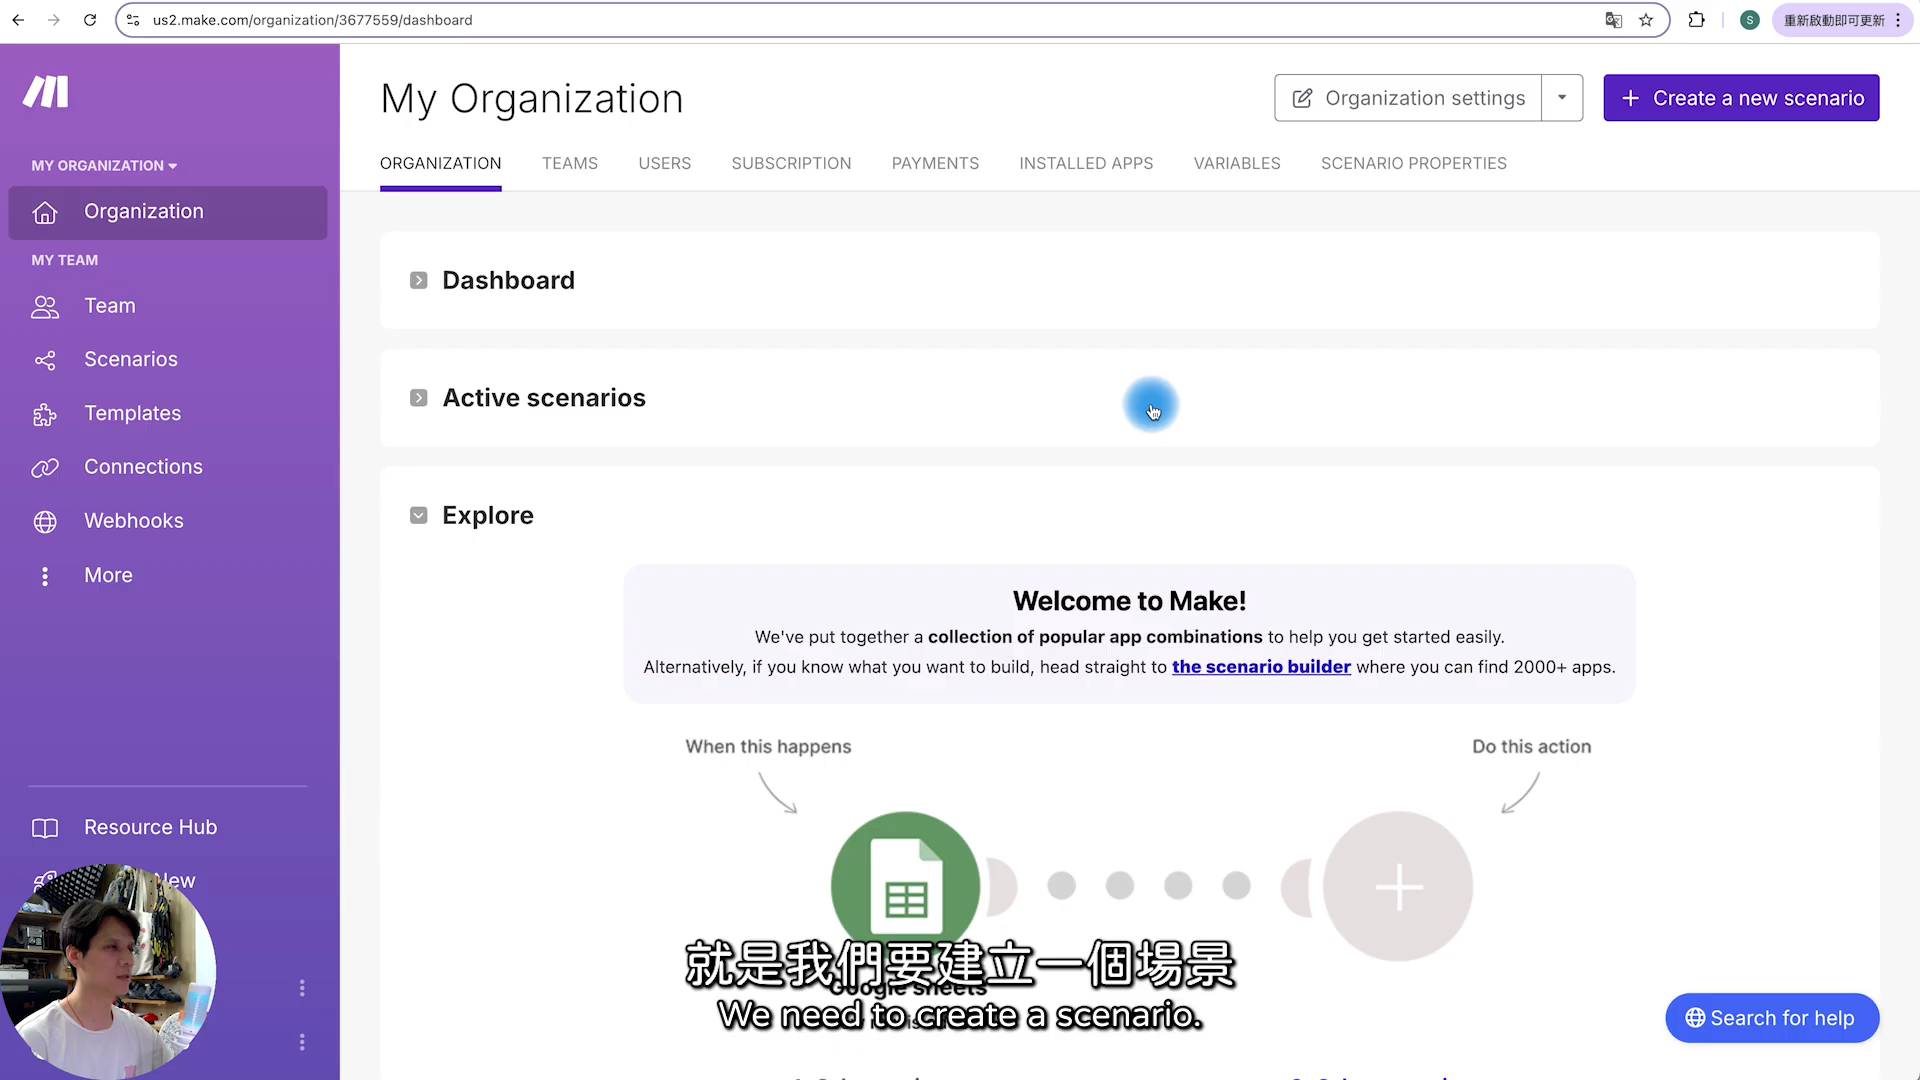 us2.make.com/organization/3677559/dashboard
S
重新啟動即可更新
My Organization
Organization settings
+ Create a new scenario
MY ORGANIZATION
ORGANIZATION
TEAMS
USERS
SUBSCRIPTION
PAYMENTS
INSTALLED APPS
VARIABLES
SCENARIO PROPERTIES
Organization
MY TEAM
Team
Scenarios
Templates
Connections
Webhooks
More
Resource Hub
New
Dashboard
Active scenarios
Explore
Welcome to Make!
We've put together a collection of popular app combinations to help you get started easily.
Alternatively, if you know what you want to build, head straight to the scenario builder where you can find 2000+ apps.
When this happens
Do this action
Google Sheets
就是我們要建立一個場景
We need to create a scenario.
Search for help